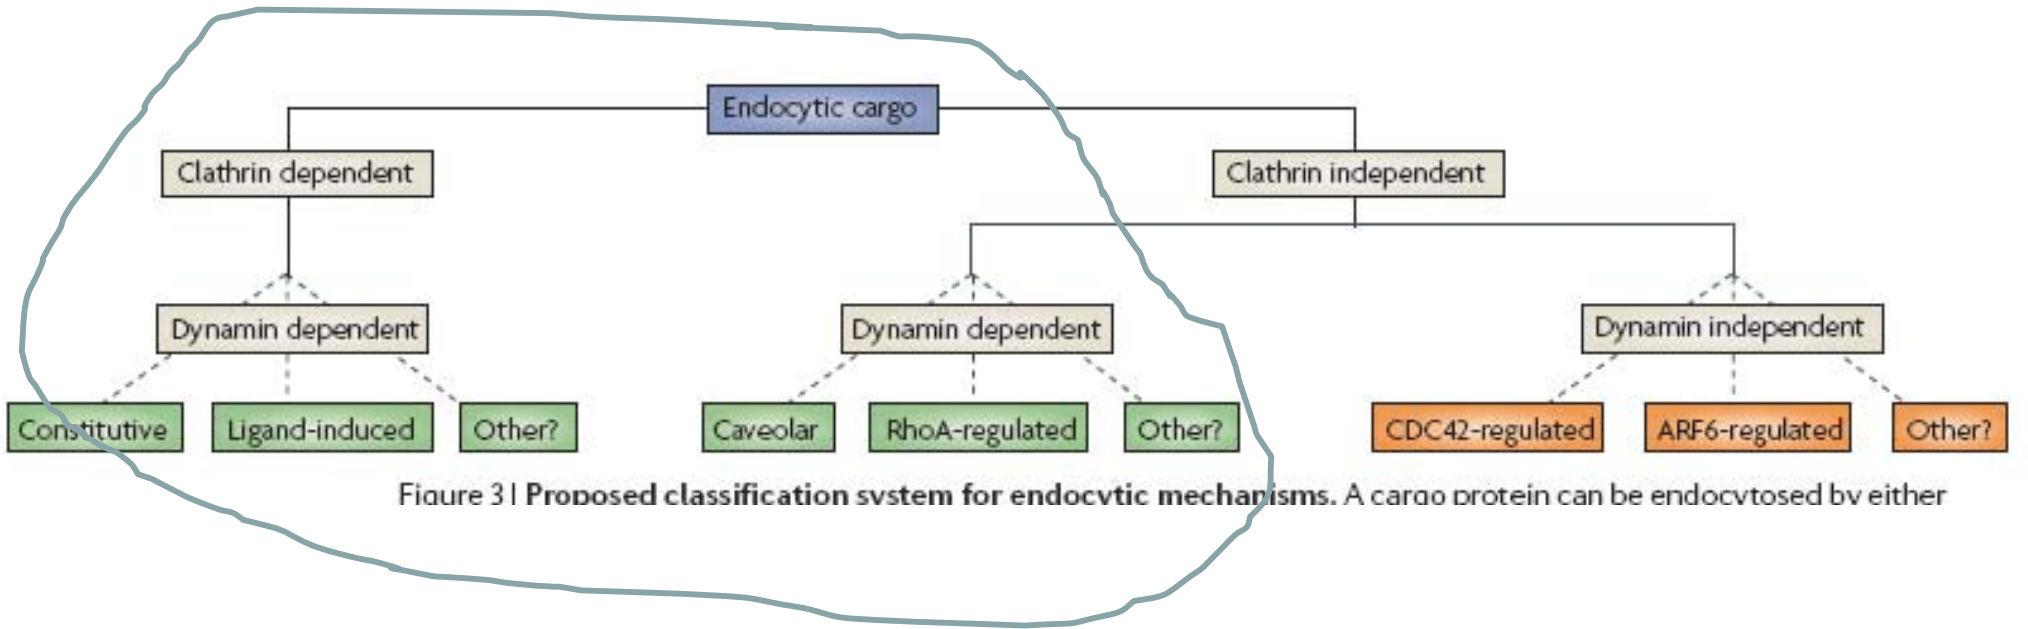 Endocytic cargo
Clathrin dependent
Clathrin independent
Dynamin dependent
Dynamin dependent
Dynamin independent
Constitutive
Ligand-induced
Other?
Caveolar
RhoA-regulated
Other?
CDC42-regulated
ARF6-regulated
Other?
Figure 3 | Proposed classification system for endocytic mechanisms. A cargo protein can be endocytosed by either